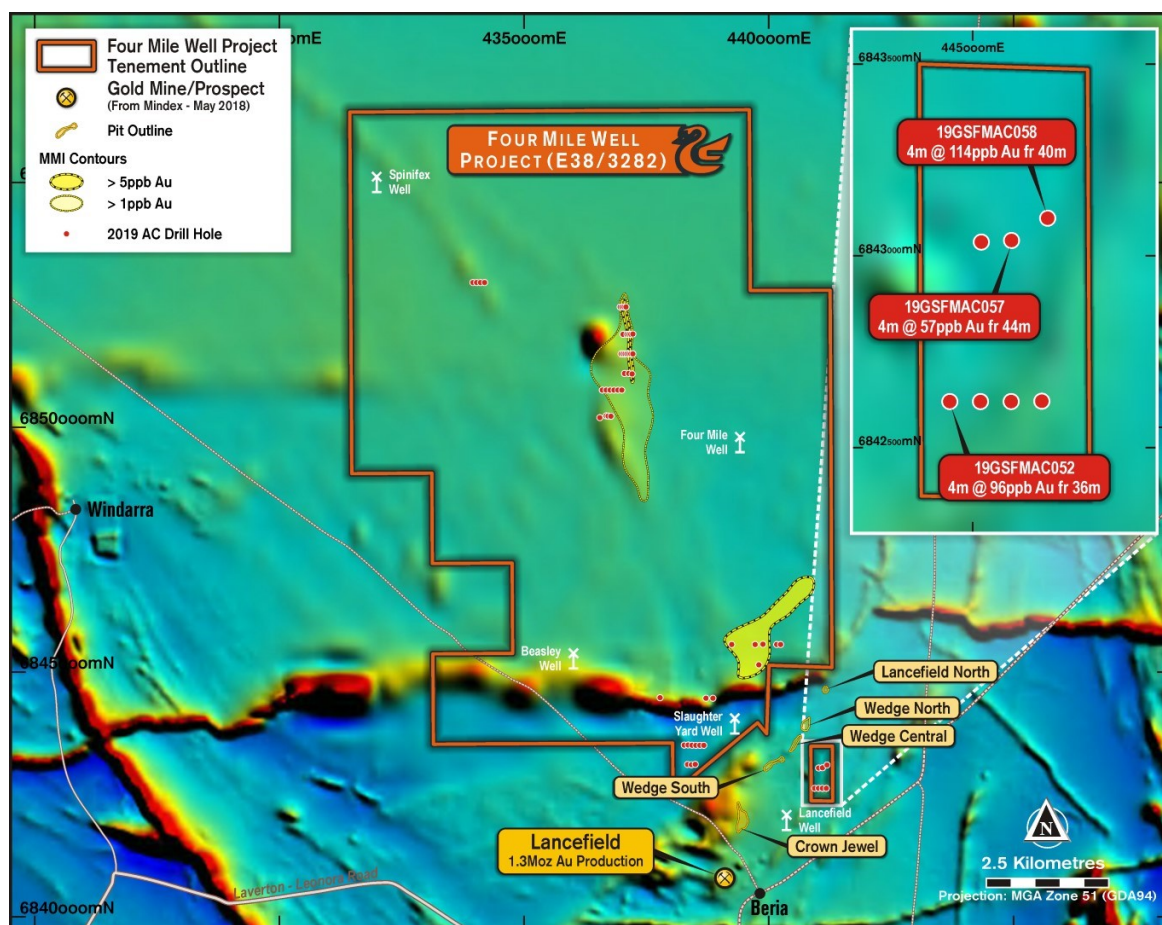 Four Mile Well Project
Tenement Outline
Gold Mine/Prospect
(From Mindex - May 2018)
Pit Outline
MMI Contours
> 5ppb Au
> 1ppb Au
2019 AC Drill Hole
mE
435000mE
440000mE
FOUR MILE WELL
PROJECT (E38/3282)
Spinifex
Well
445000mE
6843500mN
19GSFMAC058
4m @ 114ppb Au fr 40m
6843000mN
19GSFMAC057
4m @ 57ppb Au fr 44m
6842500mN
19GSFMAC052
4m @ 96ppb Au fr 36m
6850000mN
Four Mile
Well
Windarra
6845000mN
Beasley
Well
Lancefield North
Slaughter
Yard Well
Wedge North
Wedge Central
Wedge South
Lancefield
Well
Crown Jewel
Lancefield
1.3Moz Au Production
Beria
Laverton - Leonora Road
6840000mN
N
2.5 Kilometres
Projection: MGA Zone 51 (GDA94)